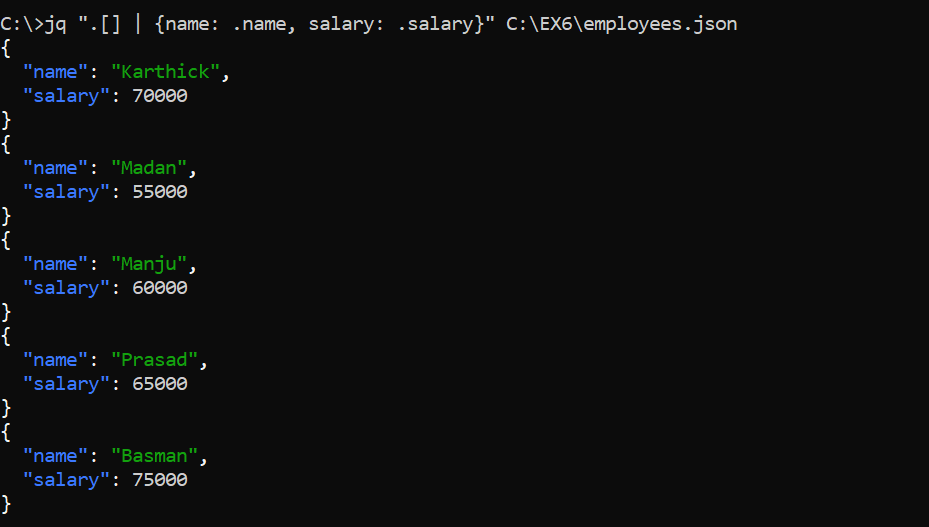 C:\>jq ".[] | {name: .name, salary: .salary}" C:\EX6\employees.json
{
  "name": "Karthick",
  "salary": 70000
}
{
  "name": "Madan",
  "salary": 55000
}
{
  "name": "Manju",
  "salary": 60000
}
{
  "name": "Prasad",
  "salary": 65000
}
{
  "name": "Basman",
  "salary": 75000
}